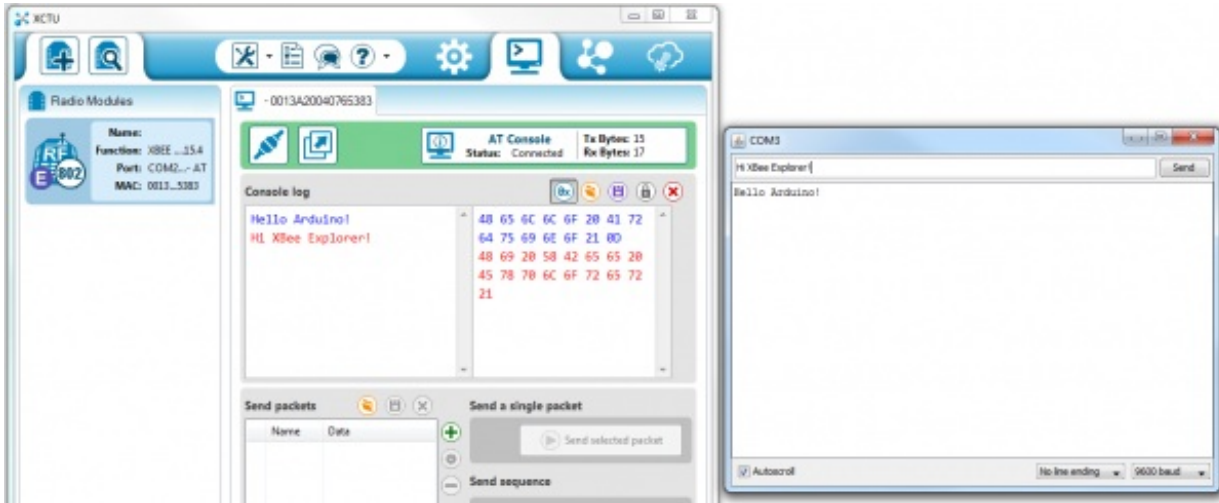 XCTU
Radio Modules
- 0013A20040765383
Name:
Function: XBEE ...15.4
Port: COM2...- AT
MAC: 0013...5383
RF
E
802
AT Console
Status: Connected
Tx Bytes: 15
Rx Bytes: 17
Console log
Hello Arduino!
Hi XBee Explorer!
48 65 6C 6C 6F 20 41 72
64 75 69 6E 6F 21 0D
48 69 20 58 42 65 65 20
45 78 70 6C 6F 72 65 72
21
Send packets
Name Data
Send a single packet
Send selected packet
Send sequence
COM3
Hi XBee Explorer!
Send
Hello Arduino!
Autoscroll
No line ending
9600 baud